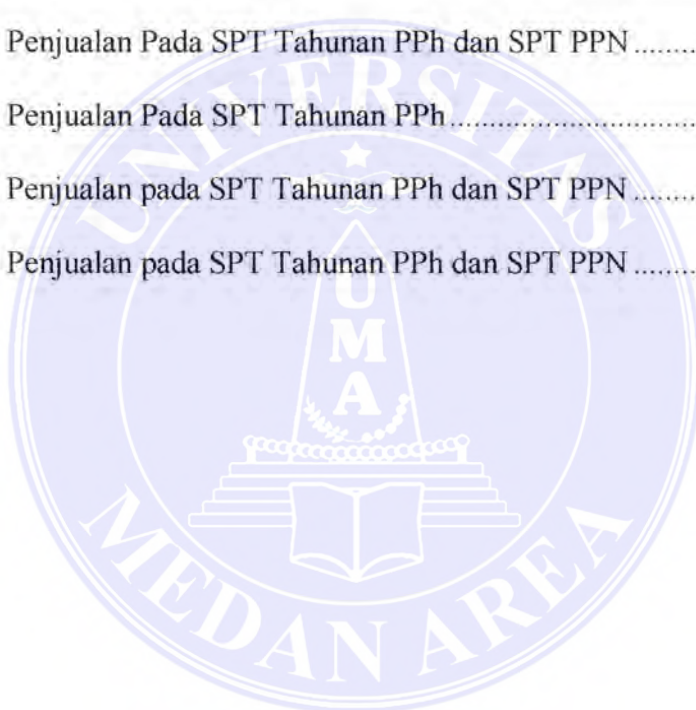 Penjualan Pada SPT Tahunan PPh dan SPT PPN ........
Penjualan Pada SPT Tahunan PPh ..............................
Penjualan pada SPT Tahunan PPh dan SPT PPN ........
Penjualan pada SPT Tahunan PPh dan SPT PPN ........
UNIVERSITAS
UMA
MEDAN AREA